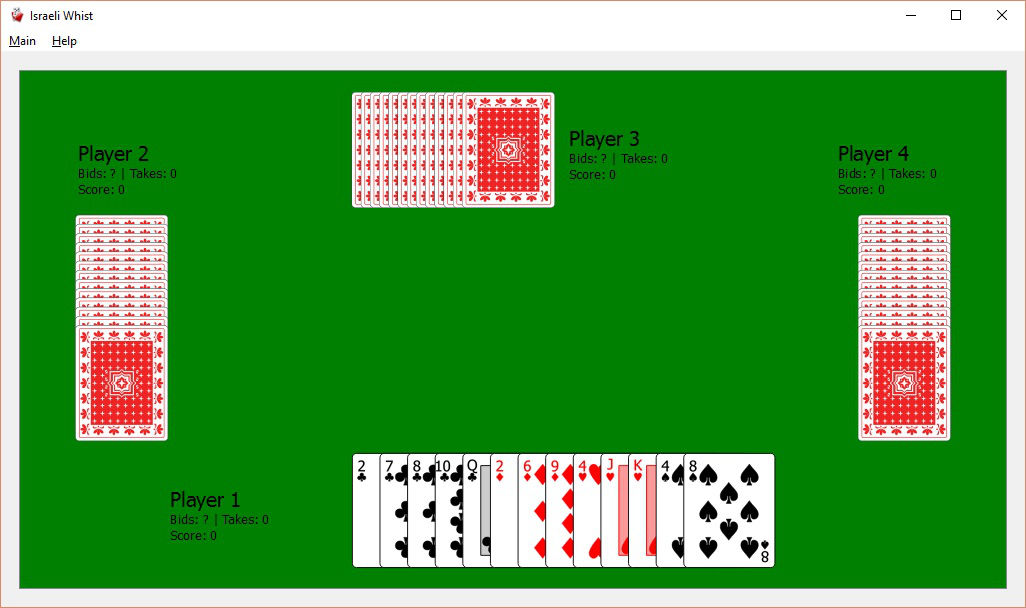 Israeli Whist
Main Help
Player 2
Bids: ? | Takes: 0
Score: 0
Player 3
Bids: ? | Takes: 0
Score: 0
Player 4
Bids: ? | Takes: 0
Score: 0
Player 1
Bids: ? | Takes: 0
Score: 0
2 7 8 10 Q 2 6 9 4 J K 4 8
8